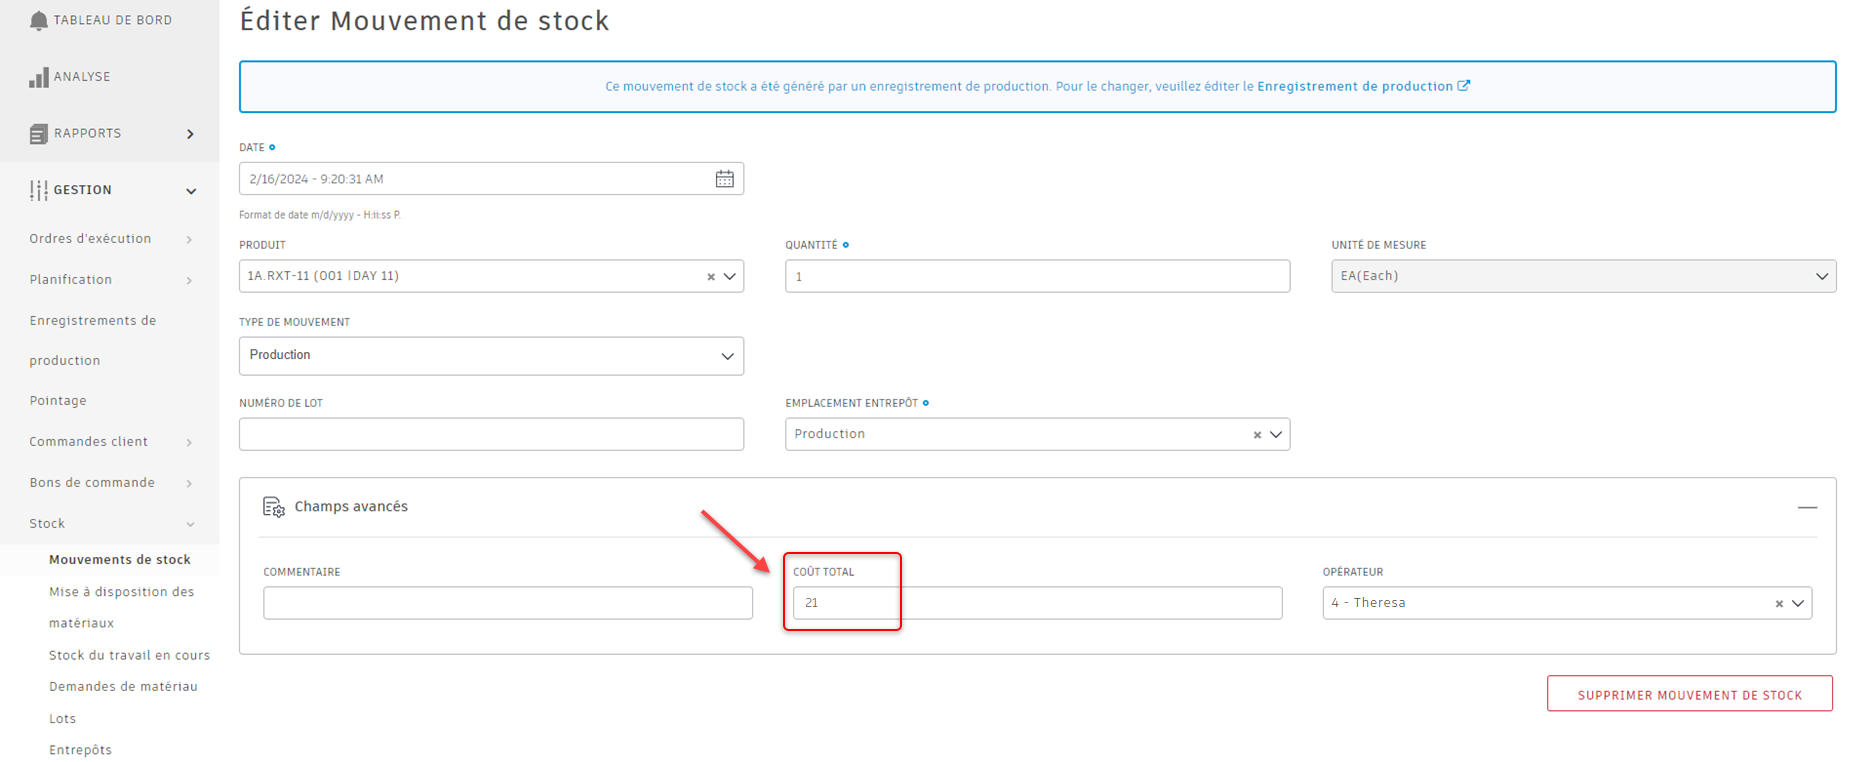 TABLEAU DE BORD
ANALYSE
RAPPORTS
GESTION
Ordres d'exécution
Planification
Enregistrements de
production
Pointage
Commandes client
Bons de commande
Stock
Mouvements de stock
Mise à disposition des
matériaux
Stock du travail en cours
Demandes de matériau
Lots
Entrepôts
Éditer Mouvement de stock
Ce mouvement de stock a été généré par un enregistrement de production. Pour le changer, veuillez éditer le Enregistrement de production
DATE
2/16/2024 - 9:20:31 AM
Format de date m/d/yyyy - H:ii:ss P.
PRODUIT
1A.RXT-11 (001 |DAY 11)
QUANTITÉ
1
UNITÉ DE MESURE
EA(Each)
TYPE DE MOUVEMENT
Production
NUMÉRO DE LOT
EMPLACEMENT ENTREPÔT
Production
Champs avancés
COMMENTAIRE
COÛT TOTAL
21
OPÉRATEUR
4 - Theresa
SUPPRIMER MOUVEMENT DE STOCK